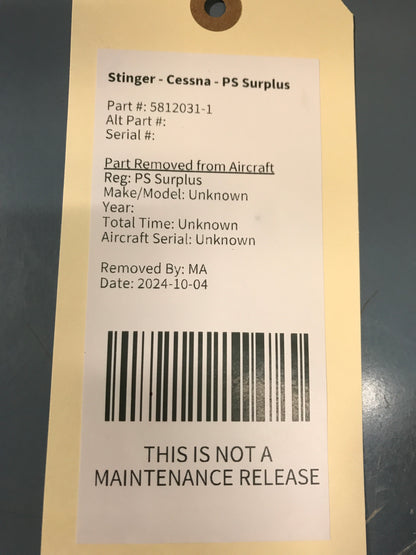 Stinger - Cessna - PS Surplus
Part #: 5812031-1
Alt Part #:
Serial #:
Part Removed from Aircraft
Reg: PS Surplus
Make/Model: Unknown
Year:
Total Time: Unknown
Aircraft Serial: Unknown
Removed By: MA
Date: 2024-10-04
THIS IS NOT A
MAINTENANCE RELEASE